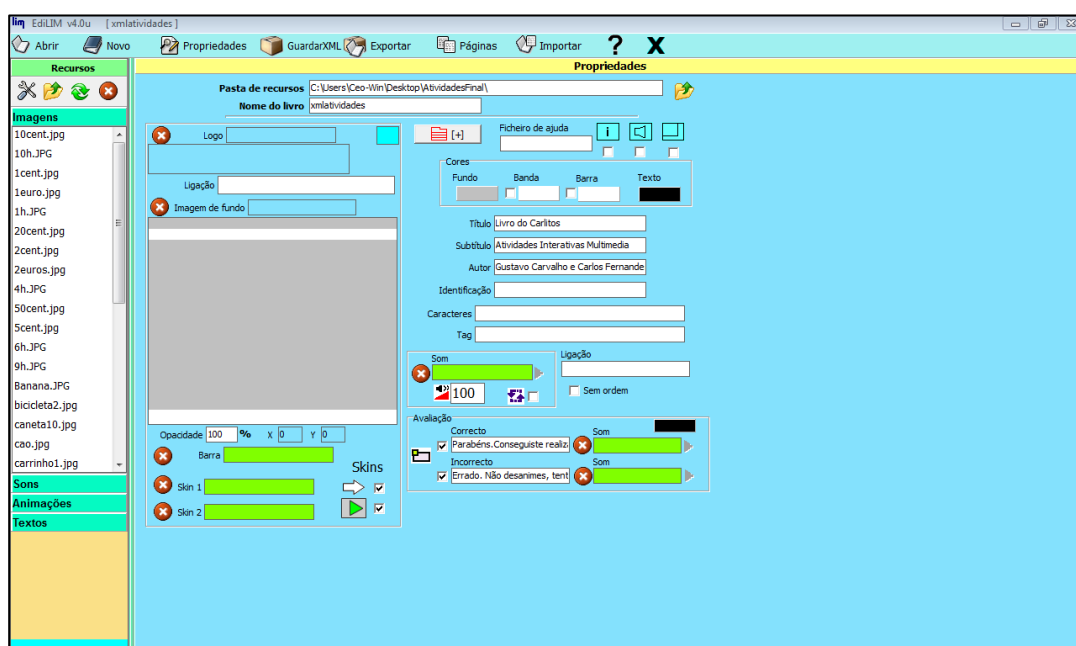 lim EdiLIM v4.0u [ xmlatividades ]
Abrir Novo Propriedades GuardarXML Exportar Páginas Importar ? X
Recursos
Propriedades
Pasta de recursos C:\Users\Ceo-Win\Desktop\AtividadesFinal\
Nome do livro xmlatividades
Imagens
10cent.jpg
10h.JPG
1cent.jpg
1euro.jpg
1h.JPG
20cent.jpg
2cent.jpg
2euros.jpg
4h.JPG
50cent.jpg
5cent.jpg
6h.JPG
9h.JPG
Banana.JPG
bicicleta2.jpg
caneta10.jpg
cao.jpg
carrinho1.jpg
Sons
Animações
Textos
Logo
Ligação
Imagem de fundo
Opacidade 100 % X 0 Y 0
Barra
Skins
Skin 1
Skin 2
[+]
Ficheiro de ajuda
i
Cores
Fundo Banda Barra Texto
Título Livro do Carlitos
Subtítulo Atividades Interativas Multimedia
Autor Gustavo Carvalho e Carlos Fernande
Identificação
Caracteres
Tag
Som
100
Ligação
Sem ordem
Avaliação
Correcto Som
Parabéns.Conseguiste realiz
Incorrecto Som
Errado. Não desanimes, tent